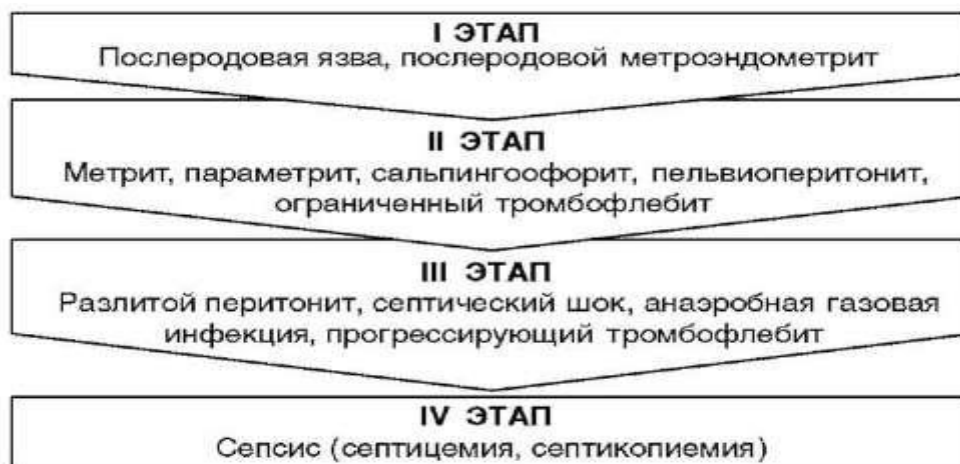 I ЭТАП
Послеродовая язва, послеродовой метроэндометрит
II ЭТАП
Метрит, параметрит, сальпингоофорит, пельвиоперитонит,
ограниченный тромбофлебит
III ЭТАП
Разлитой перитонит, септический шок, анаэробная газовая
инфекция, прогрессирующий тромбофлебит
IV ЭТАП
Сепсис (септицемия, септикопиемия)